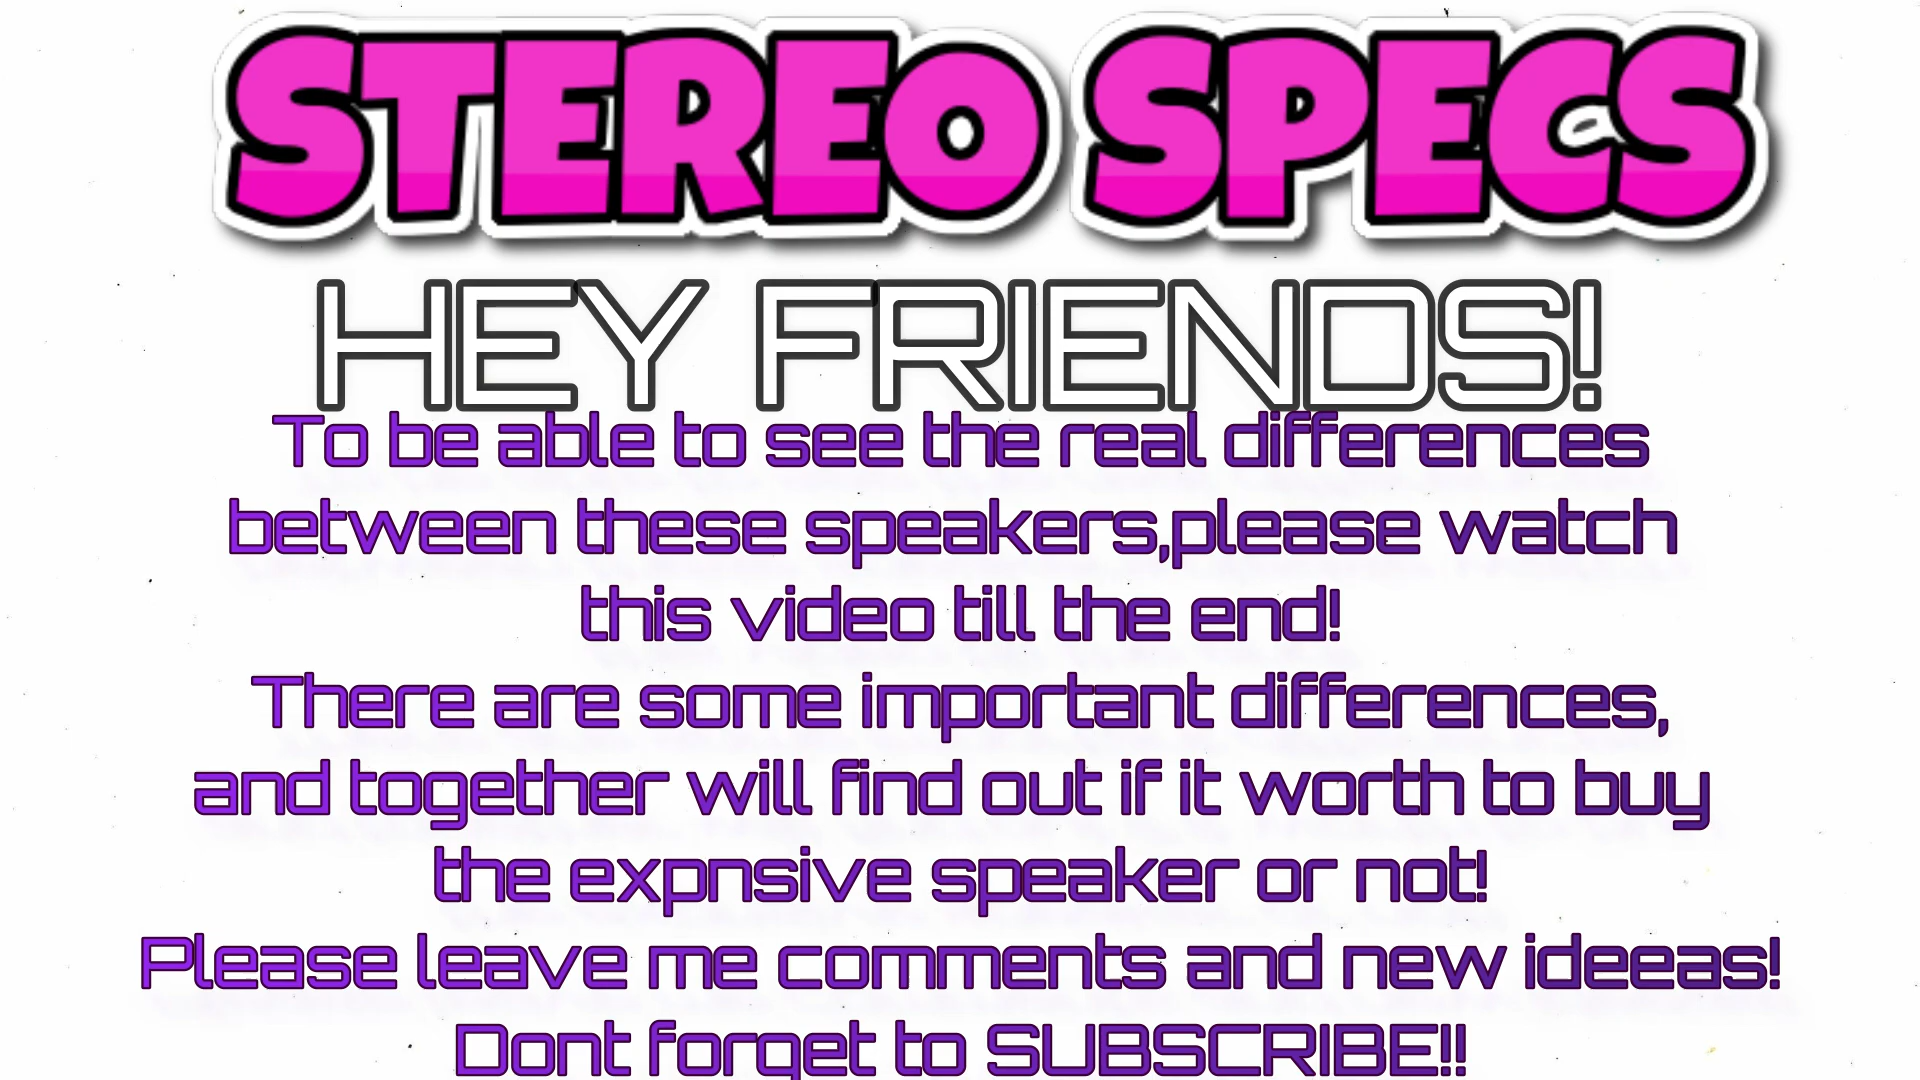 STEREO SPECS
HEY FRIENDS!
To be able to see the real differences
between these speakers,please watch
this video till the end!
There are some important differences,
and together will find out if it worth to buy
the expnsive speaker or not!
Please leave me comments and new ideeas!
Dont forget to SUBSCRIBE!!